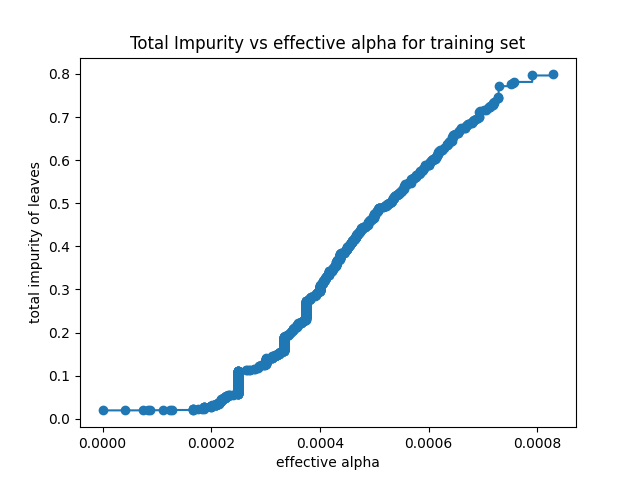 Total Impurity vs effective alpha for training set
0.8
0.7
0.6
0.5
0.4
0.3
0.2
0.1
0.0
total impurity of leaves
0.0000 0.0002 0.0004 0.0006 0.0008
effective alpha